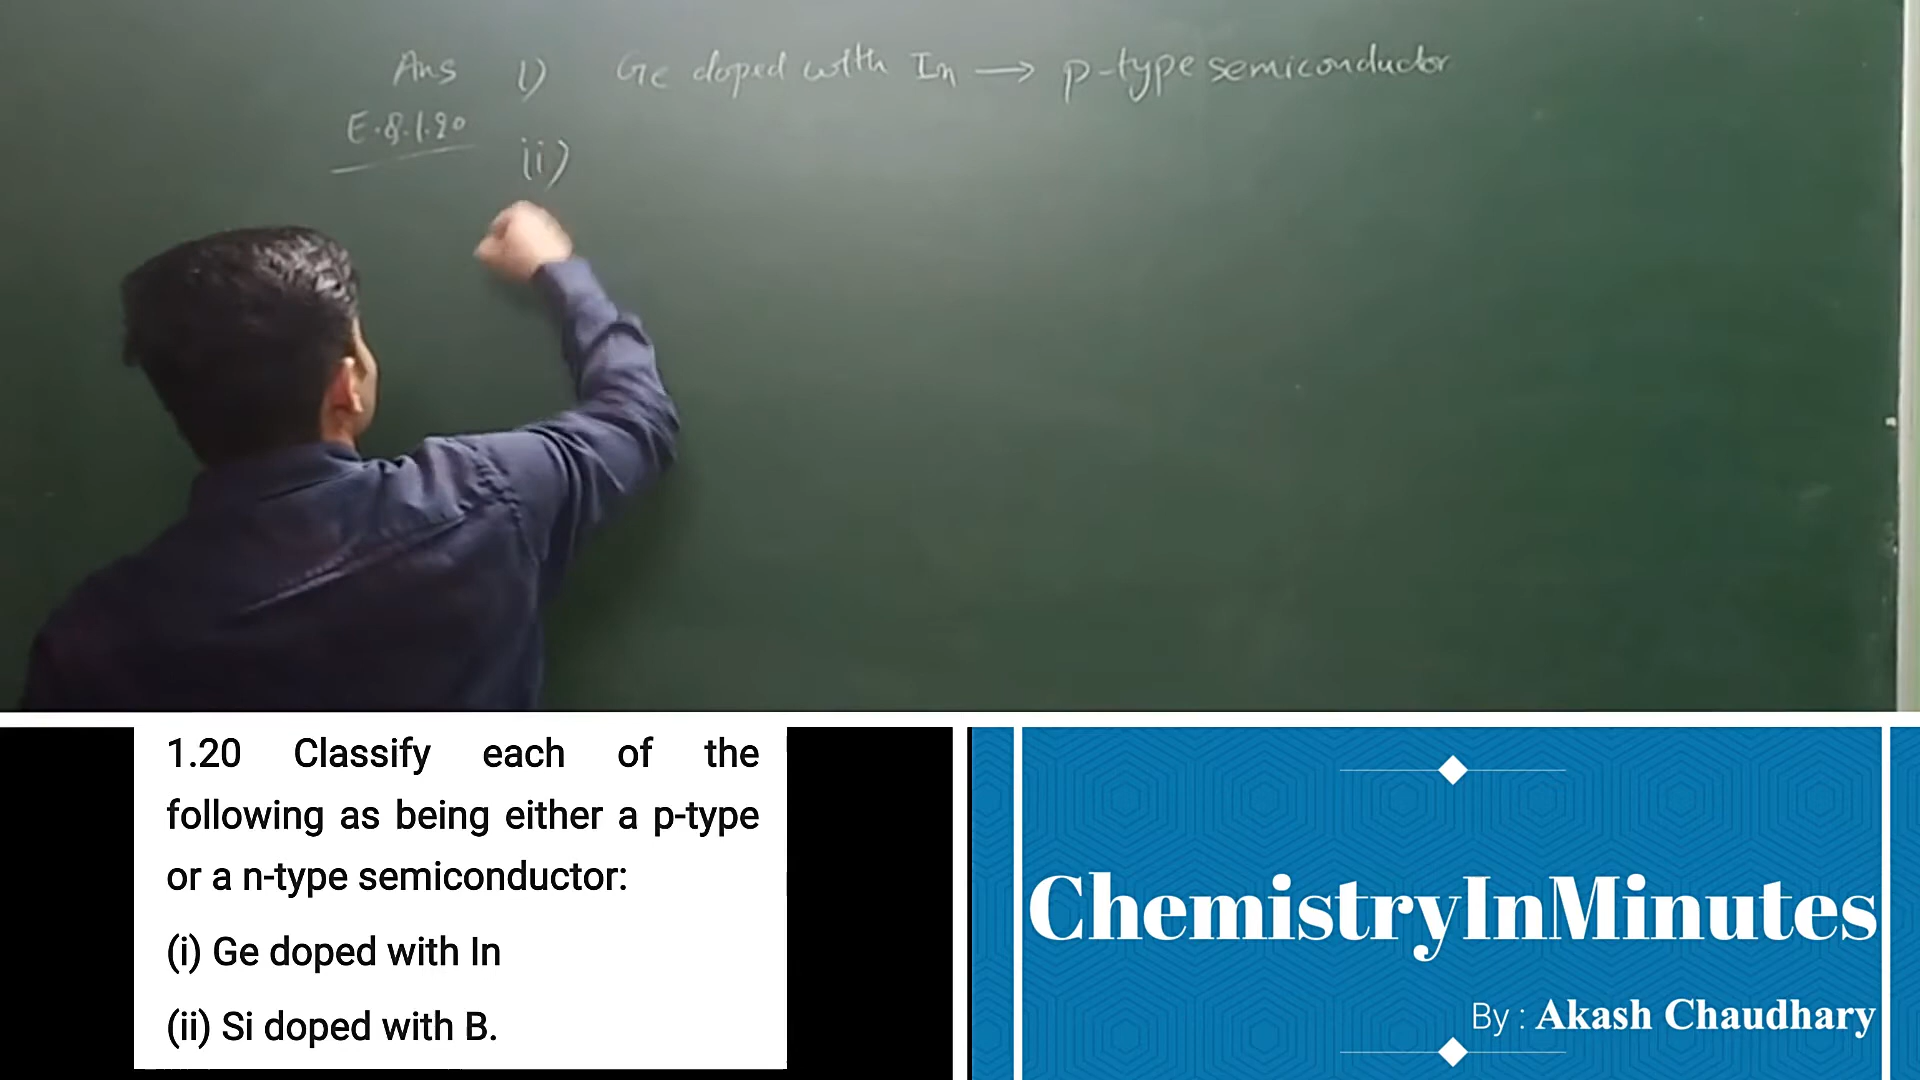 Ans i) Ge doped with In → p-type semiconductor
E.Q.1.20
ii)
1.20 Classify each of the
following as being either a p-type
or a n-type semiconductor:
(i) Ge doped with In
(ii) Si doped with B.
ChemistryInMinutes
By : Akash Chaudhary